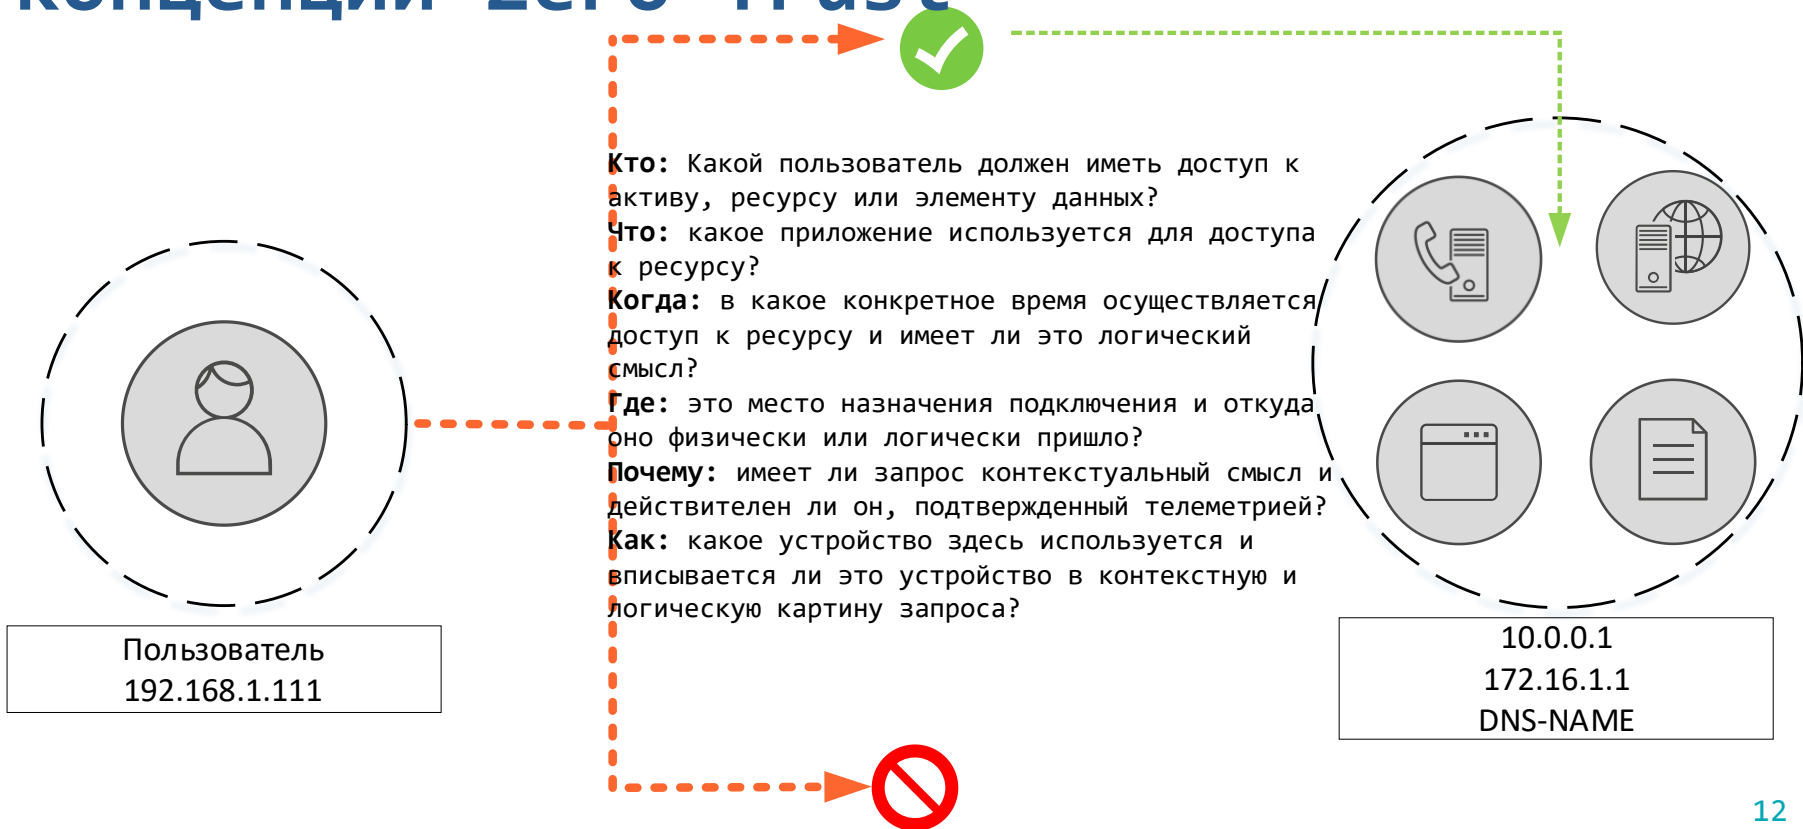 концепции Zero Trust
Кто: Какой пользователь должен иметь доступ к
активу, ресурсу или элементу данных?
Что: какое приложение используется для доступа
к ресурсу?
Когда: в какое конкретное время осуществляется
доступ к ресурсу и имеет ли это логический
смысл?
Где: это место назначения подключения и откуда
оно физически или логически пришло?
Почему: имеет ли запрос контекстуальный смысл и
действителен ли он, подтвержденный телеметрией?
Как: какое устройство здесь используется и
вписывается ли это устройство в контекстную и
логическую картину запроса?
Пользователь
192.168.1.111
10.0.0.1
172.16.1.1
DNS-NAME
12